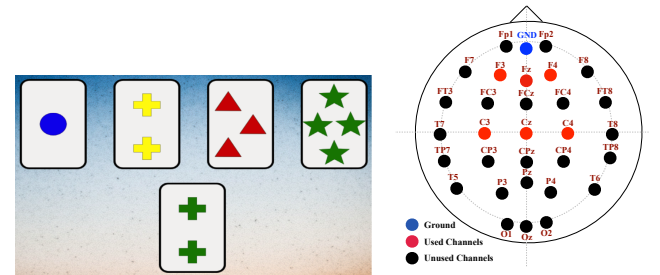 Fp1 GND Fp2
F7 F3 Fz F4 F8
FT3 FC3 FCz FC4 FT8
T7 C3 Cz C4 T8
TP7 CP3 CPz CP4 TP8
T5 P3 Pz P4 T6
O1 Oz O2
Ground
Used Channels
Unused Channels